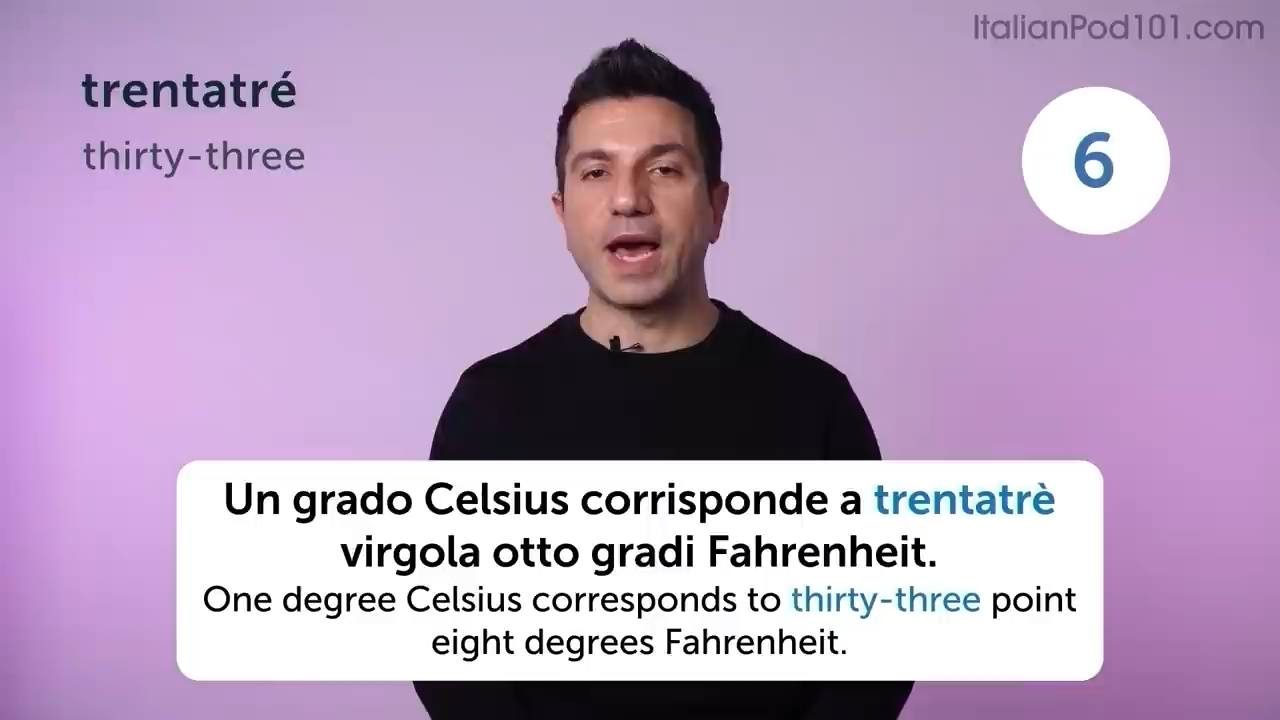 ItalianPod101.com
trentatré
thirty-three
6
Un grado Celsius corrisponde a trentatrè
virgola otto gradi Fahrenheit.
One degree Celsius corresponds to thirty-three point
eight degrees Fahrenheit.